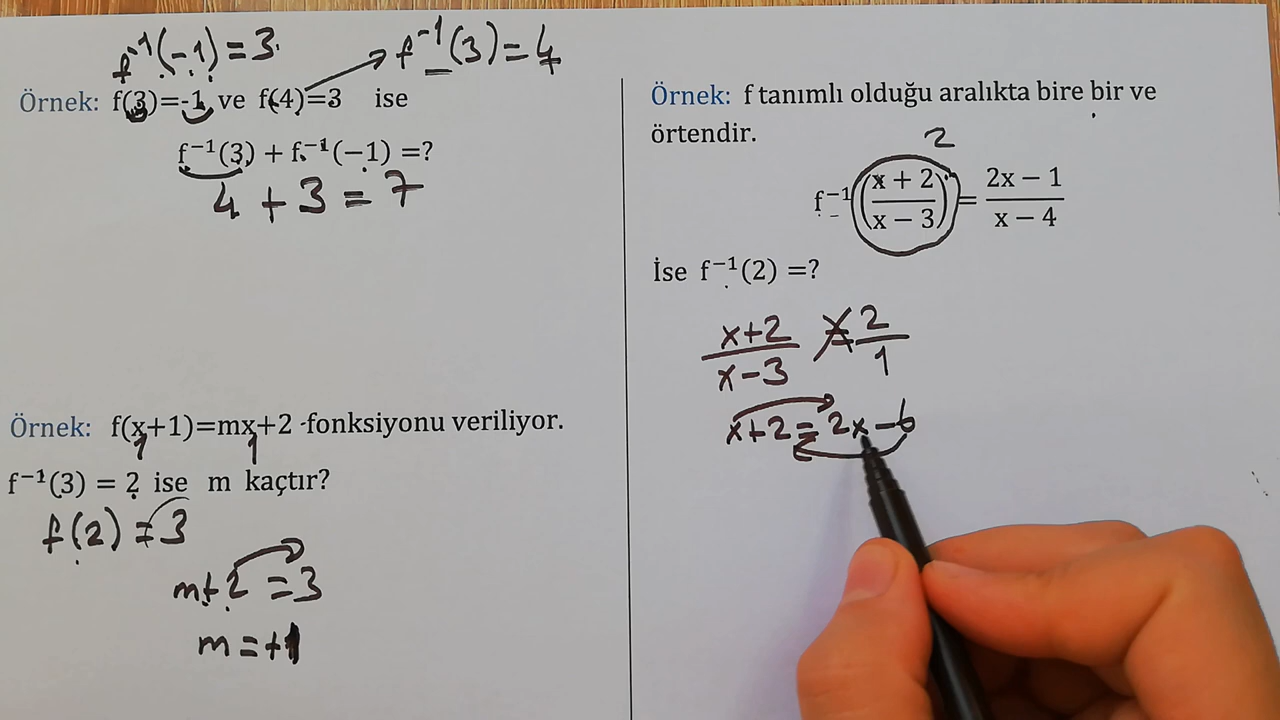 f⁻¹(-1)=3
f⁻¹(3)=4
Örnek: f(3)=-1 ve f(4)=3 ise
f⁻¹(3) + f⁻¹(−1) =?
4 + 3 = 7
Örnek: f(x+1)=mx+2 fonksiyonu veriliyor.
1 1
f⁻¹(3) = 2 ise m kaçtır?
f(2) = 3
m+2 = 3
m = +1
Örnek: f tanımlı olduğu aralıkta bire bir ve
örtendir.
2
f⁻¹((x + 2)/(x − 3)) = (2x − 1)/(x − 4)
İse f⁻¹(2) =?
(x+2)/(x-3) = 2/1
x+2 = 2x-6